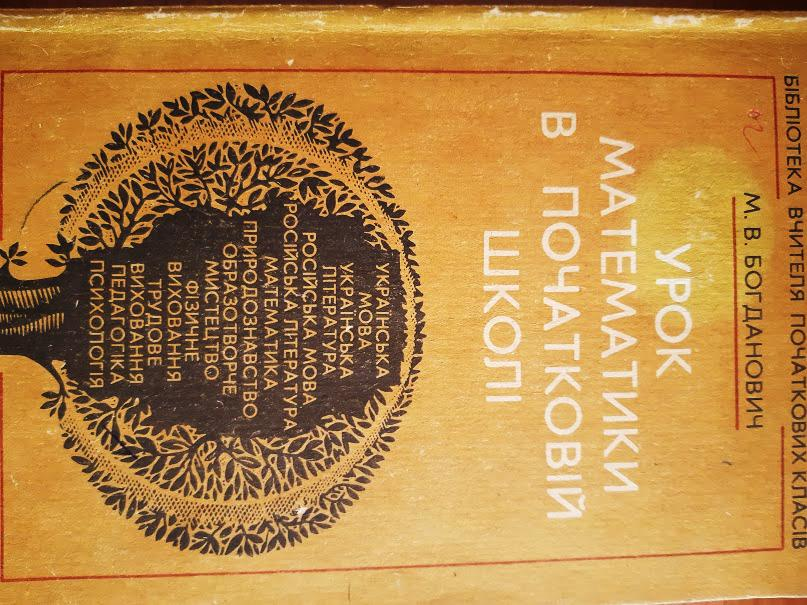 БІБЛІОТЕКА ВЧИТЕЛЯ ПОЧАТКОВИХ КЛАСІВ
М. В. БОГДАНОВИЧ
УРОК
МАТЕМАТИКИ
В ПОЧАТКОВІЙ
ШКОЛІ
УКРАЇНСЬКА
МОВА
УКРАЇНСЬКА
ЛІТЕРАТУРА
РОСІЙСЬКА МОВА
РОСІЙСЬКА ЛІТЕРАТУРА
МАТЕМАТИКА
ПРИРОДОЗНАВСТВО
ОБРАЗОТВОРЧЕ
МИСТЕЦТВО
ФІЗИЧНЕ
ВИХОВАННЯ
ТРУДОВЕ
ВИХОВАННЯ
ПЕДАГОГІКА
ПСИХОЛОГІЯ